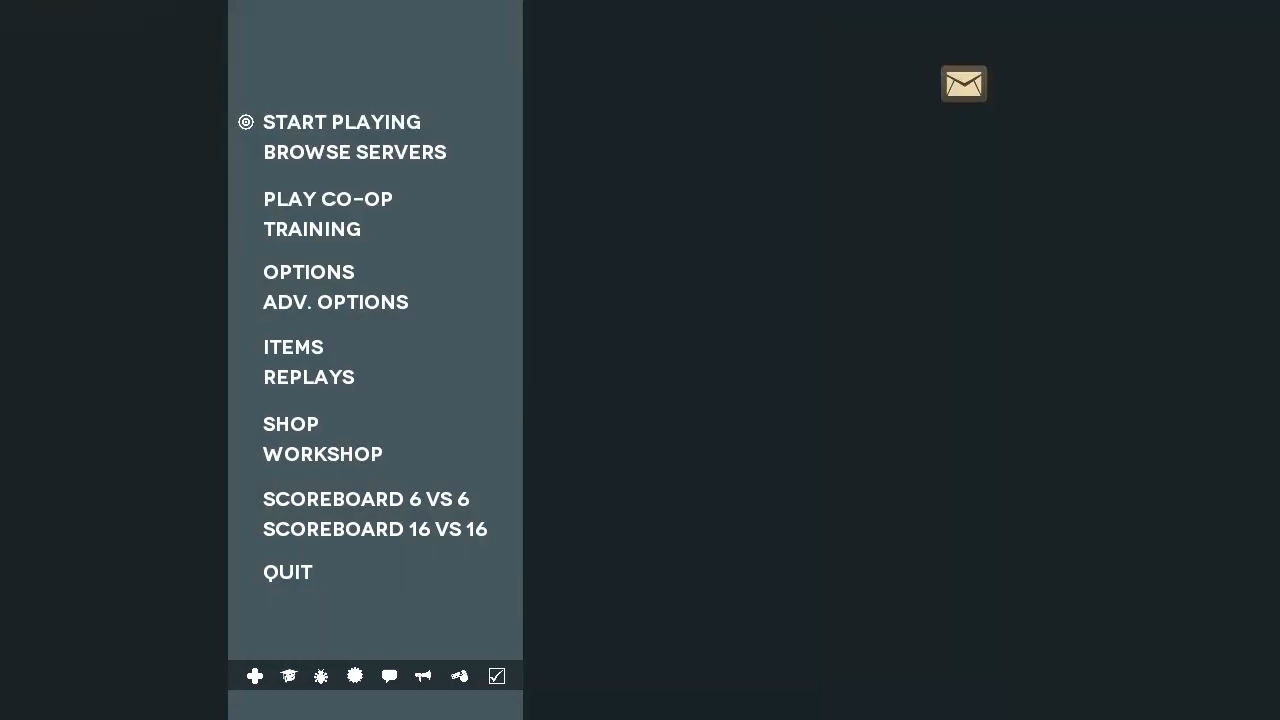 START PLAYING
BROWSE SERVERS
PLAY CO-OP
TRAINING
OPTIONS
ADV. OPTIONS
ITEMS
REPLAYS
SHOP
WORKSHOP
SCOREBOARD 6 VS 6
SCOREBOARD 16 VS 16
QUIT